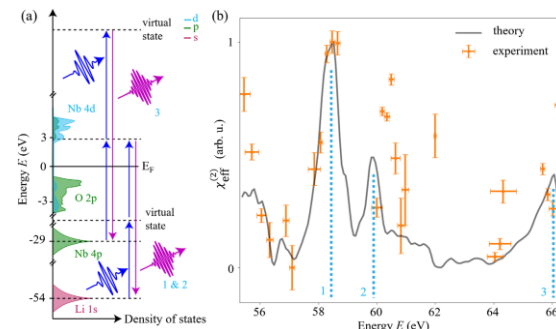 (a)
virtual
state
d
p
s
Nb 4d
3
3
0
E_F
-3
O 2p
virtual
state
-29
Nb 4p
1 & 2
-54
Li 1s
Energy E (eV)
Density of states
(b)
theory
experiment
1
0
χ_eff^(2) (arb. u.)
1
2
3
56
58
60
62
64
66
Energy E (eV)